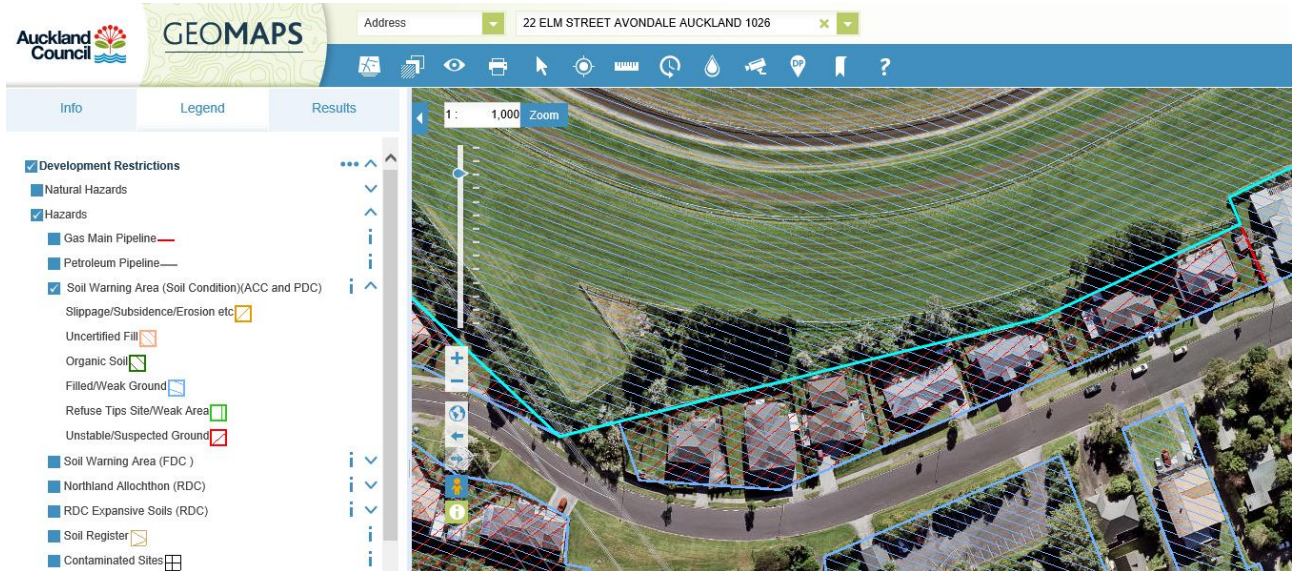 Auckland
Council
GEOMAPS
Address
22 ELM STREET AVONDALE AUCKLAND 1026
DP
?
Info
Legend
Results
1 :
1,000
Zoom
Development Restrictions
Natural Hazards
Hazards
Gas Main Pipeline
Petroleum Pipeline
Soil Warning Area (Soil Condition)(ACC and PDC)
Slippage/Subsidence/Erosion etc
Uncertified Fill
Organic Soil
Filled/Weak Ground
Refuse Tips Site/Weak Area
Unstable/Suspected Ground
Soil Warning Area (FDC )
Northland Allochthon (RDC)
RDC Expansive Soils (RDC)
Soil Register
Contaminated Sites